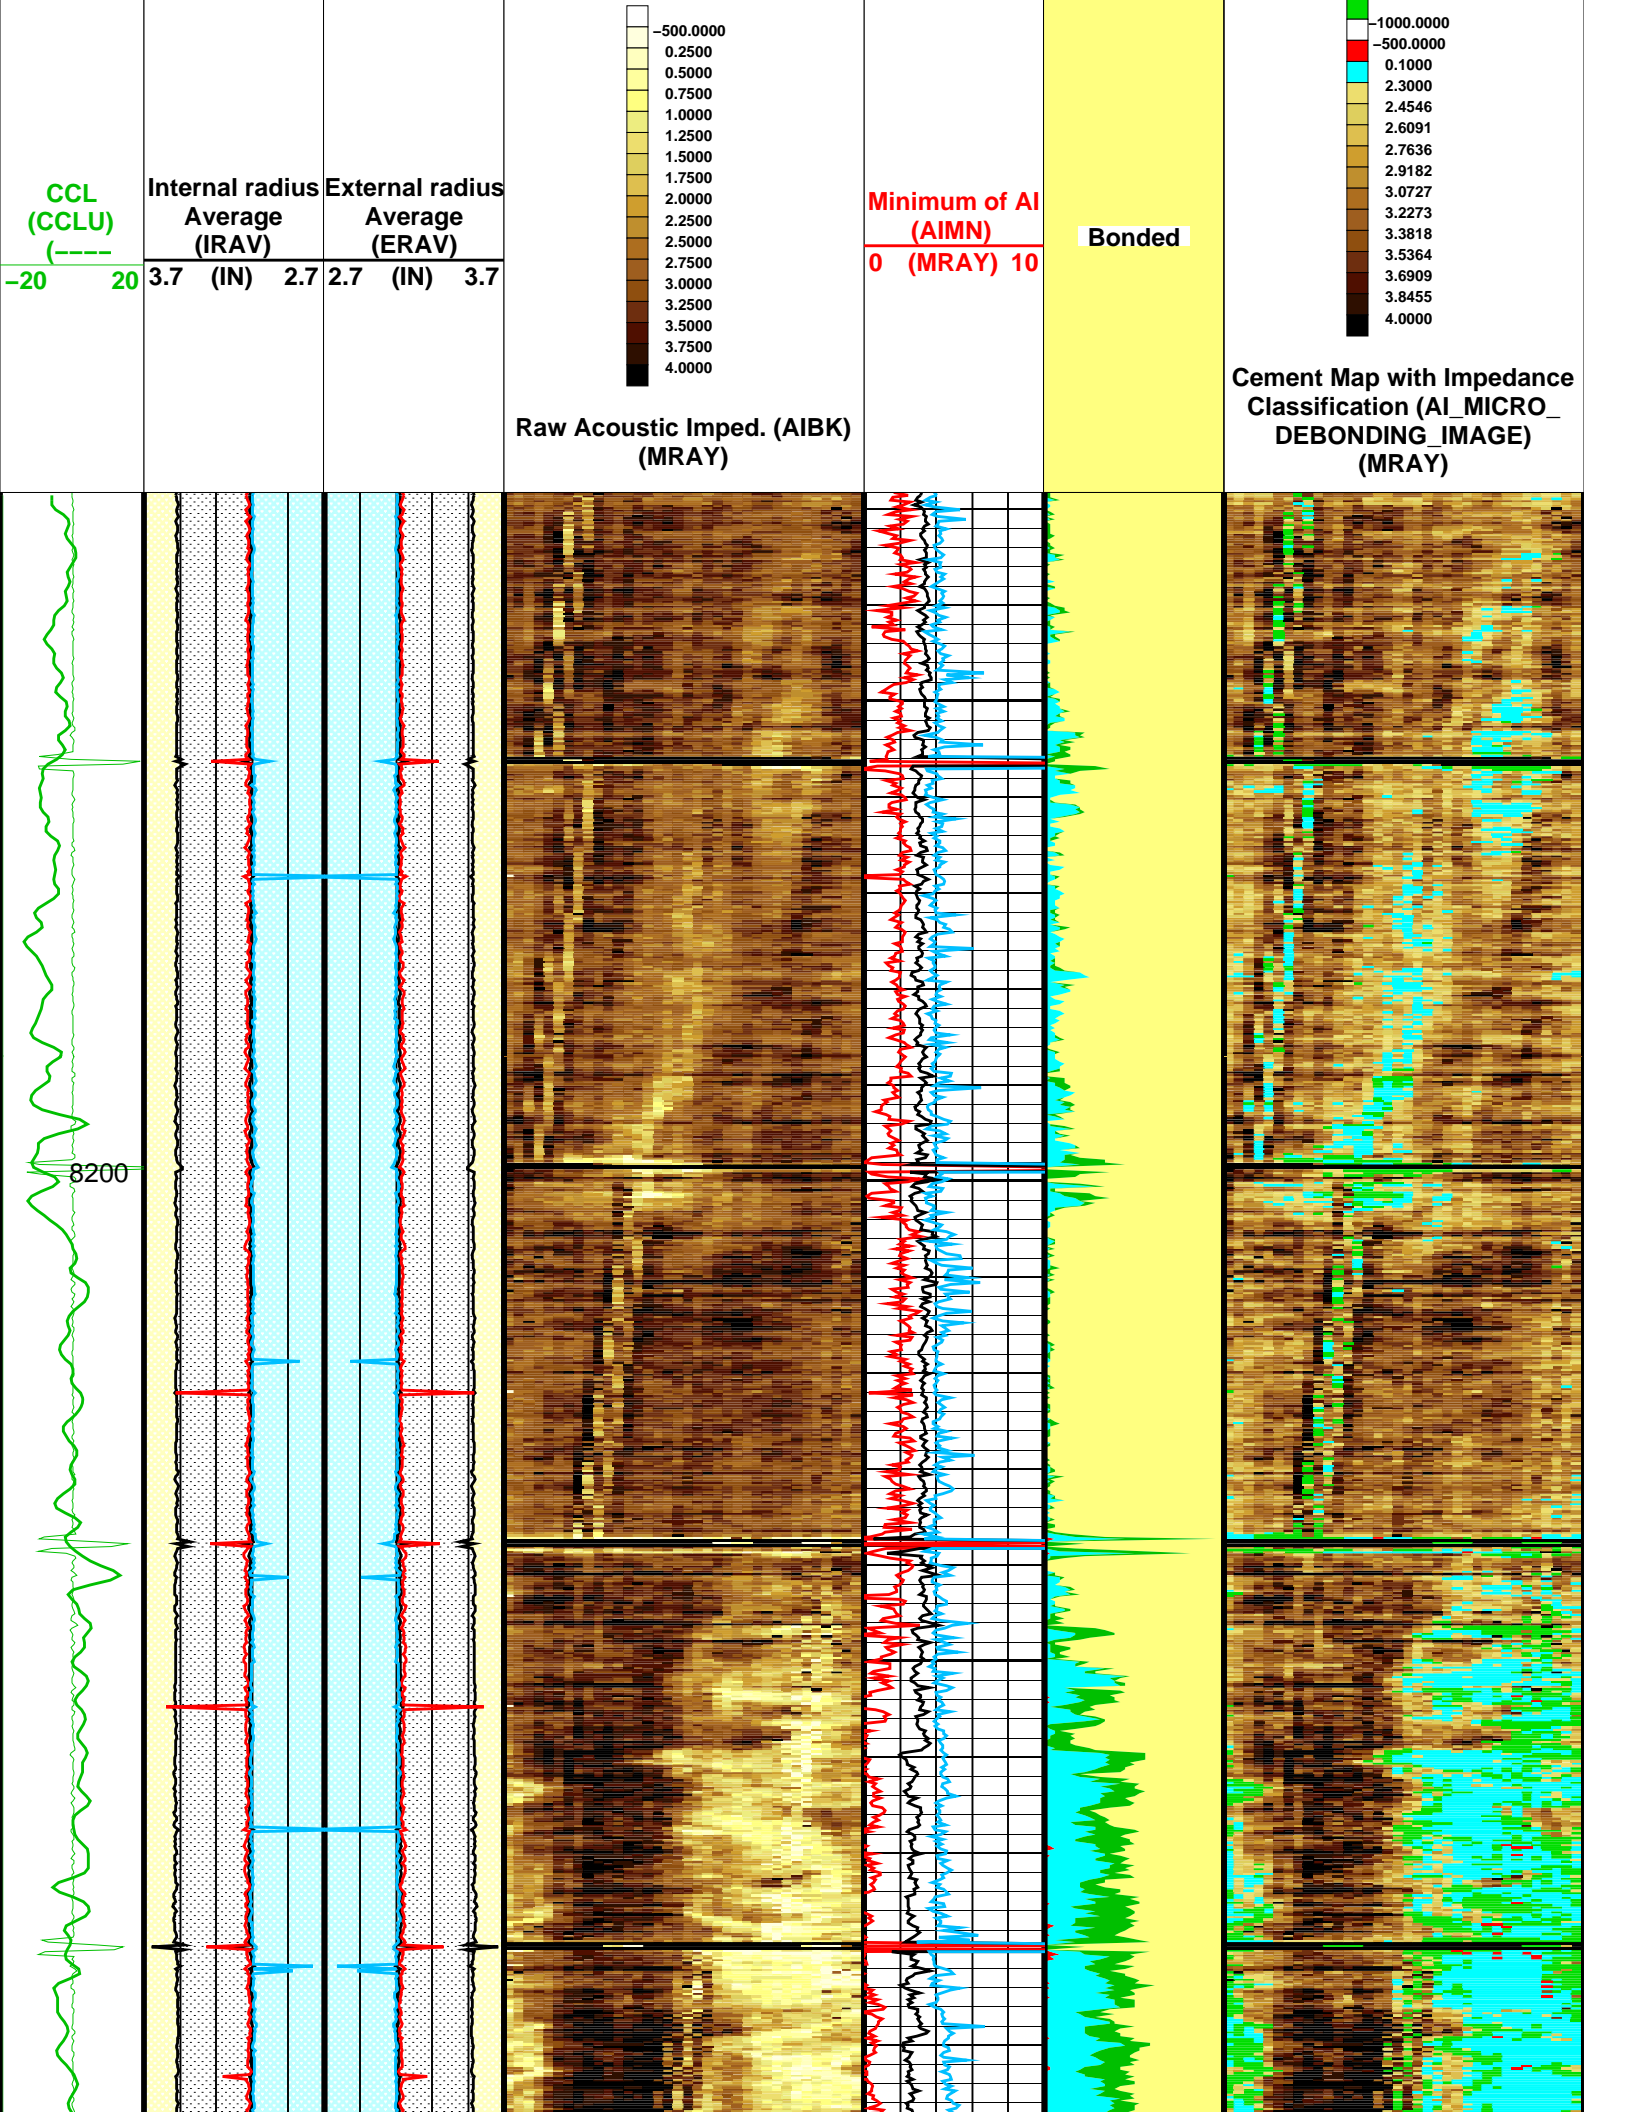 CCL
(CCLU)
(----
-20 20
Internal radius
Average
(IRAV)
3.7 (IN) 2.7
External radius
Average
(ERAV)
2.7 (IN) 3.7
-500.0000
0.2500
0.5000
0.7500
1.0000
1.2500
1.5000
1.7500
2.0000
2.2500
2.5000
2.7500
3.0000
3.2500
3.5000
3.7500
4.0000
Raw Acoustic Imped. (AIBK)
(MRAY)
Minimum of AI
(AIMN)
0 (MRAY) 10
Bonded
-1000.0000
-500.0000
0.1000
2.3000
2.4546
2.6091
2.7636
2.9182
3.0727
3.2273
3.3818
3.5364
3.6909
3.8455
4.0000
Cement Map with Impedance
Classification (AI_MICRO_
DEBONDING_IMAGE)
(MRAY)
8200